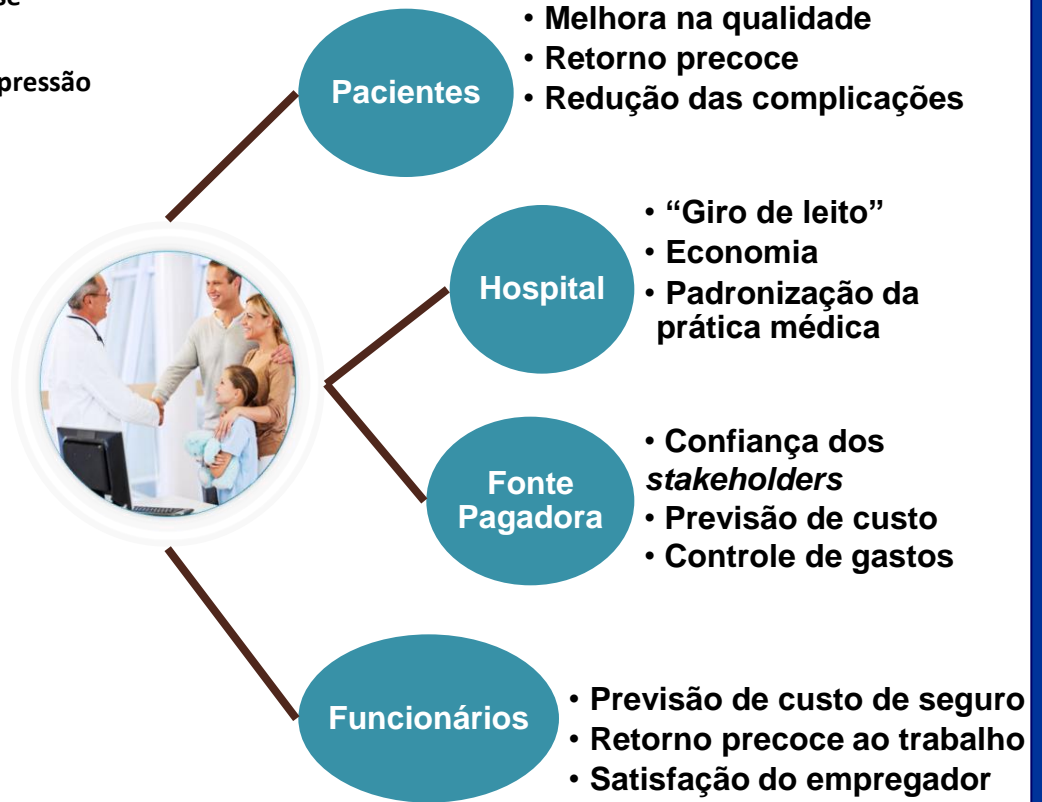 pressão
Pacientes
• Melhora na qualidade
• Retorno precoce
• Redução das complicações
Hospital
• “Giro de leito”
• Economia
• Padronização da
prática médica
Fonte
Pagadora
• Confiança dos
stakeholders
• Previsão de custo
• Controle de gastos
Funcionários
• Previsão de custo de seguro
• Retorno precoce ao trabalho
• Satisfação do empregador